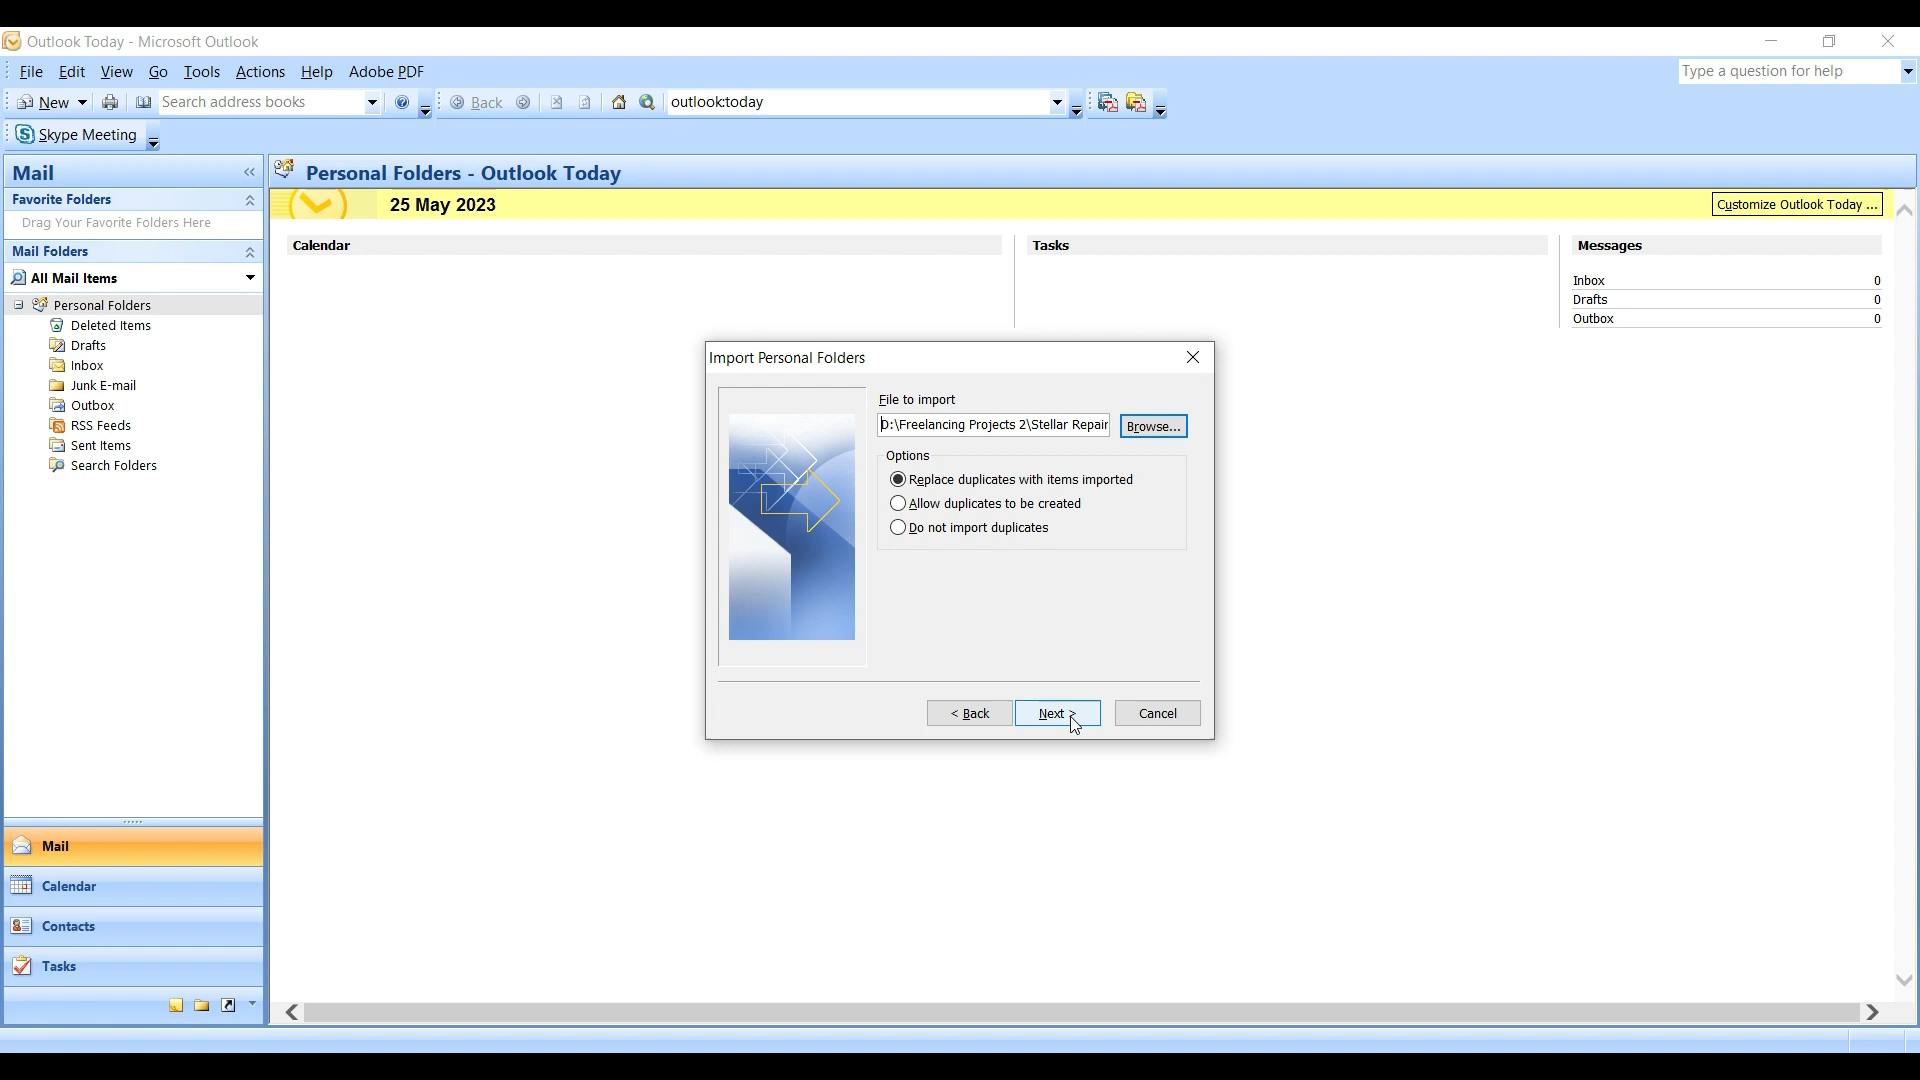 Outlook Today - Microsoft Outlook
File Edit View Go Tools Actions Help Adobe PDF
Type a question for help
New Search address books Back outlook:today
Skype Meeting
Mail
Favorite Folders
Drag Your Favorite Folders Here
Mail Folders
All Mail Items
Personal Folders
Deleted Items
Drafts
Inbox
Junk E-mail
Outbox
RSS Feeds
Sent Items
Search Folders
Mail
Calendar
Contacts
Tasks
Personal Folders - Outlook Today
25 May 2023
Customize Outlook Today ...
Calendar Tasks Messages
Inbox 0
Drafts 0
Outbox 0
Import Personal Folders
File to import
D:\Freelancing Projects 2\Stellar Repair
Browse...
Options
Replace duplicates with items imported
Allow duplicates to be created
Do not import duplicates
< Back Next > Cancel